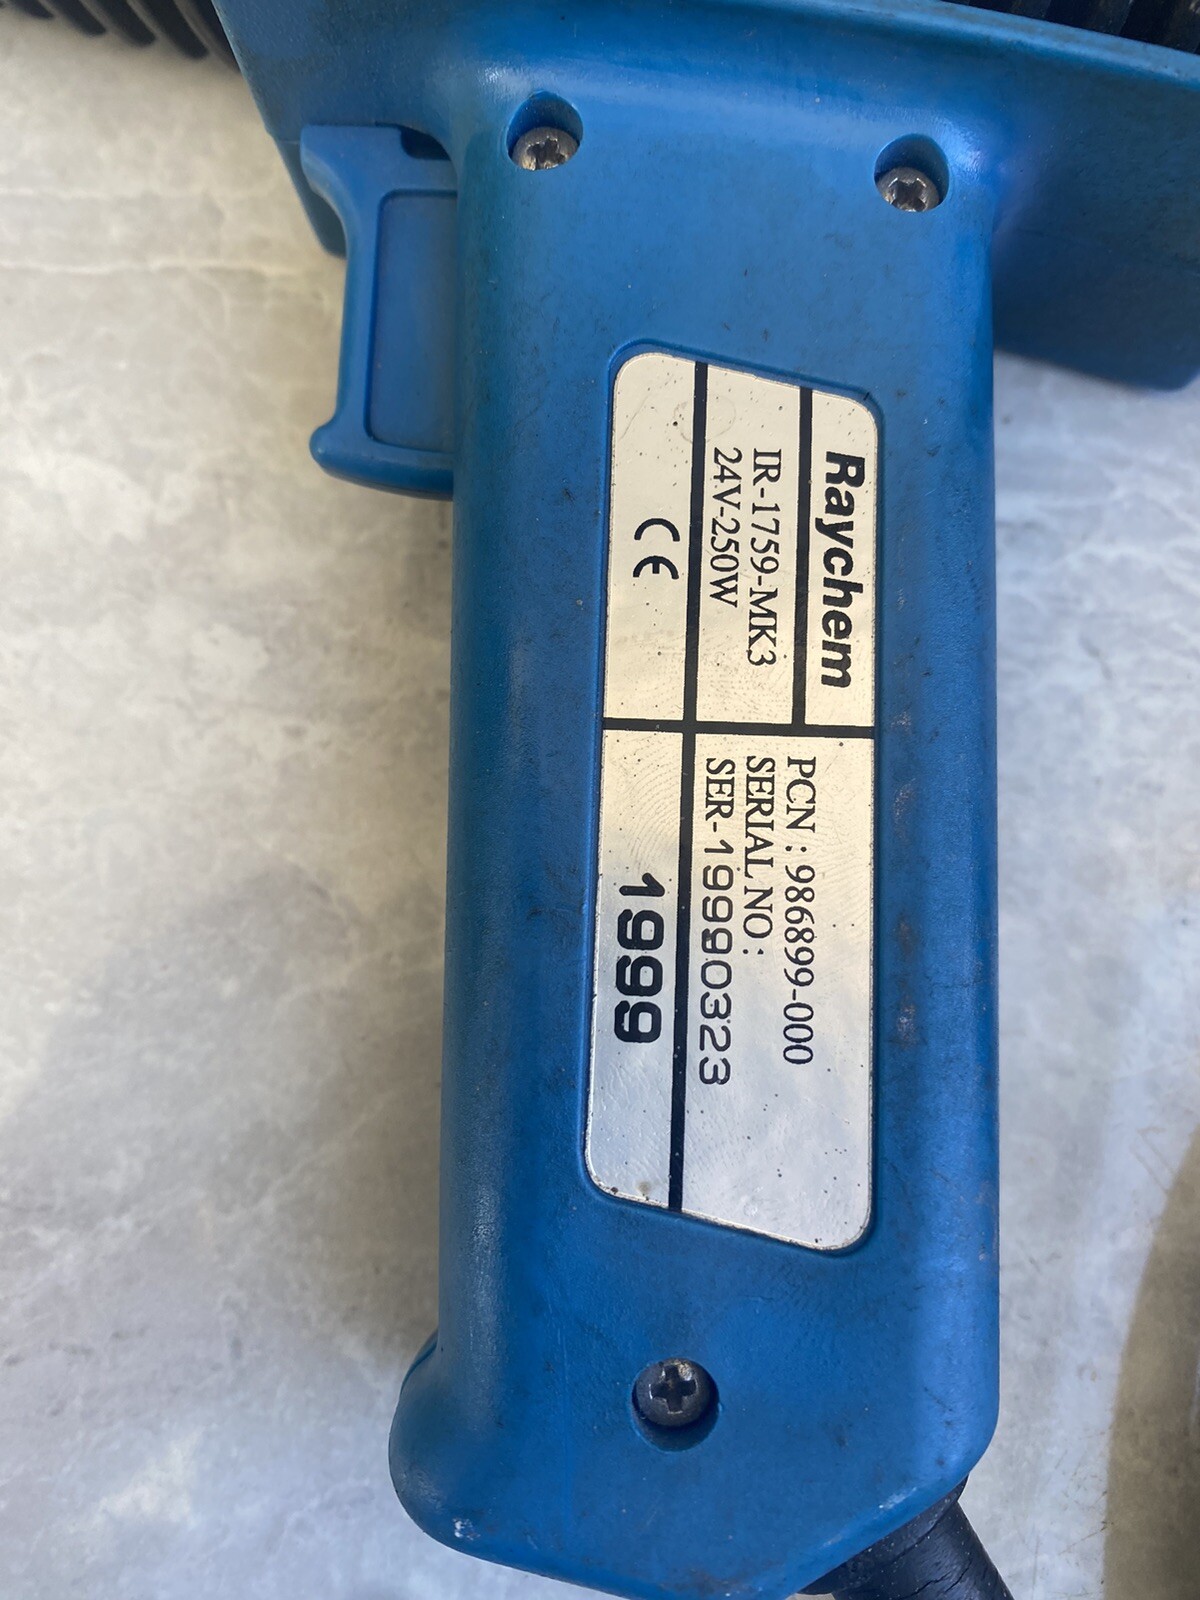 Raychem
IR-1759-MK3
24V-250W
CE
PCN : 986899-000
SERIAL NO :
SER-19990323
1999